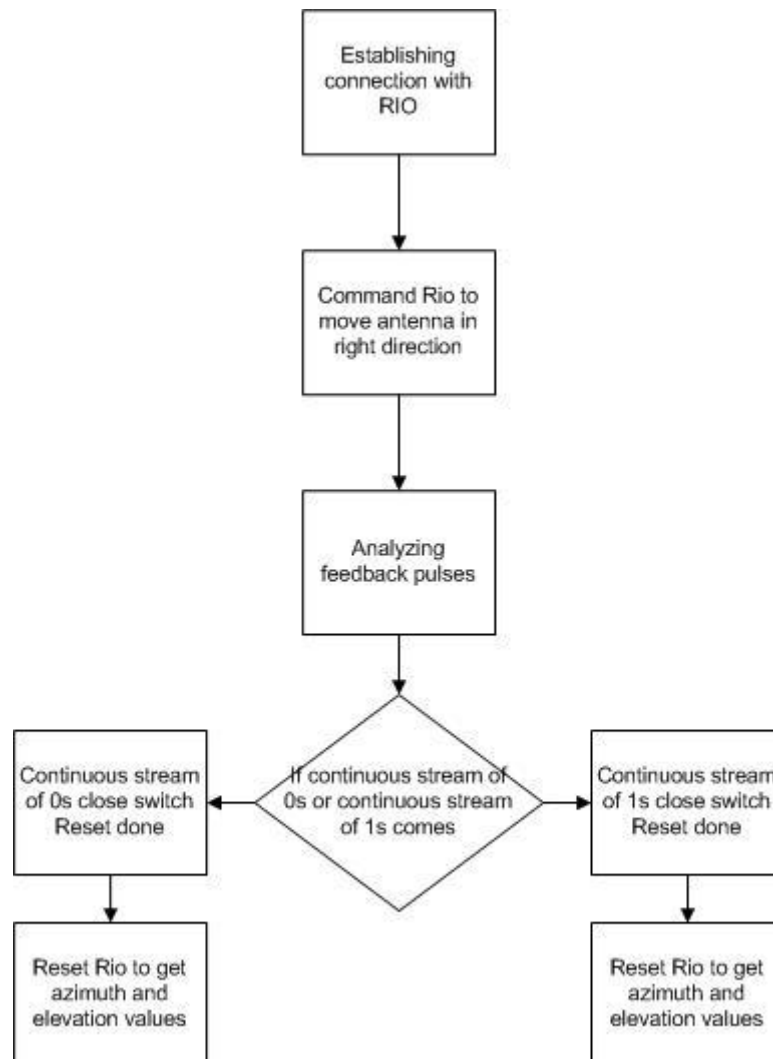 Establishing
connection with
RIO
Command Rio to
move antenna in
right direction
Analyzing
feedback pulses
If continuous stream of
0s or continuous stream
of 1s comes
Continuous stream
of 0s close switch
Reset done
Continuous stream
of 1s close switch
Reset done
Reset Rio to get
azimuth and
elevation values
Reset Rio to get
azimuth and
elevation values